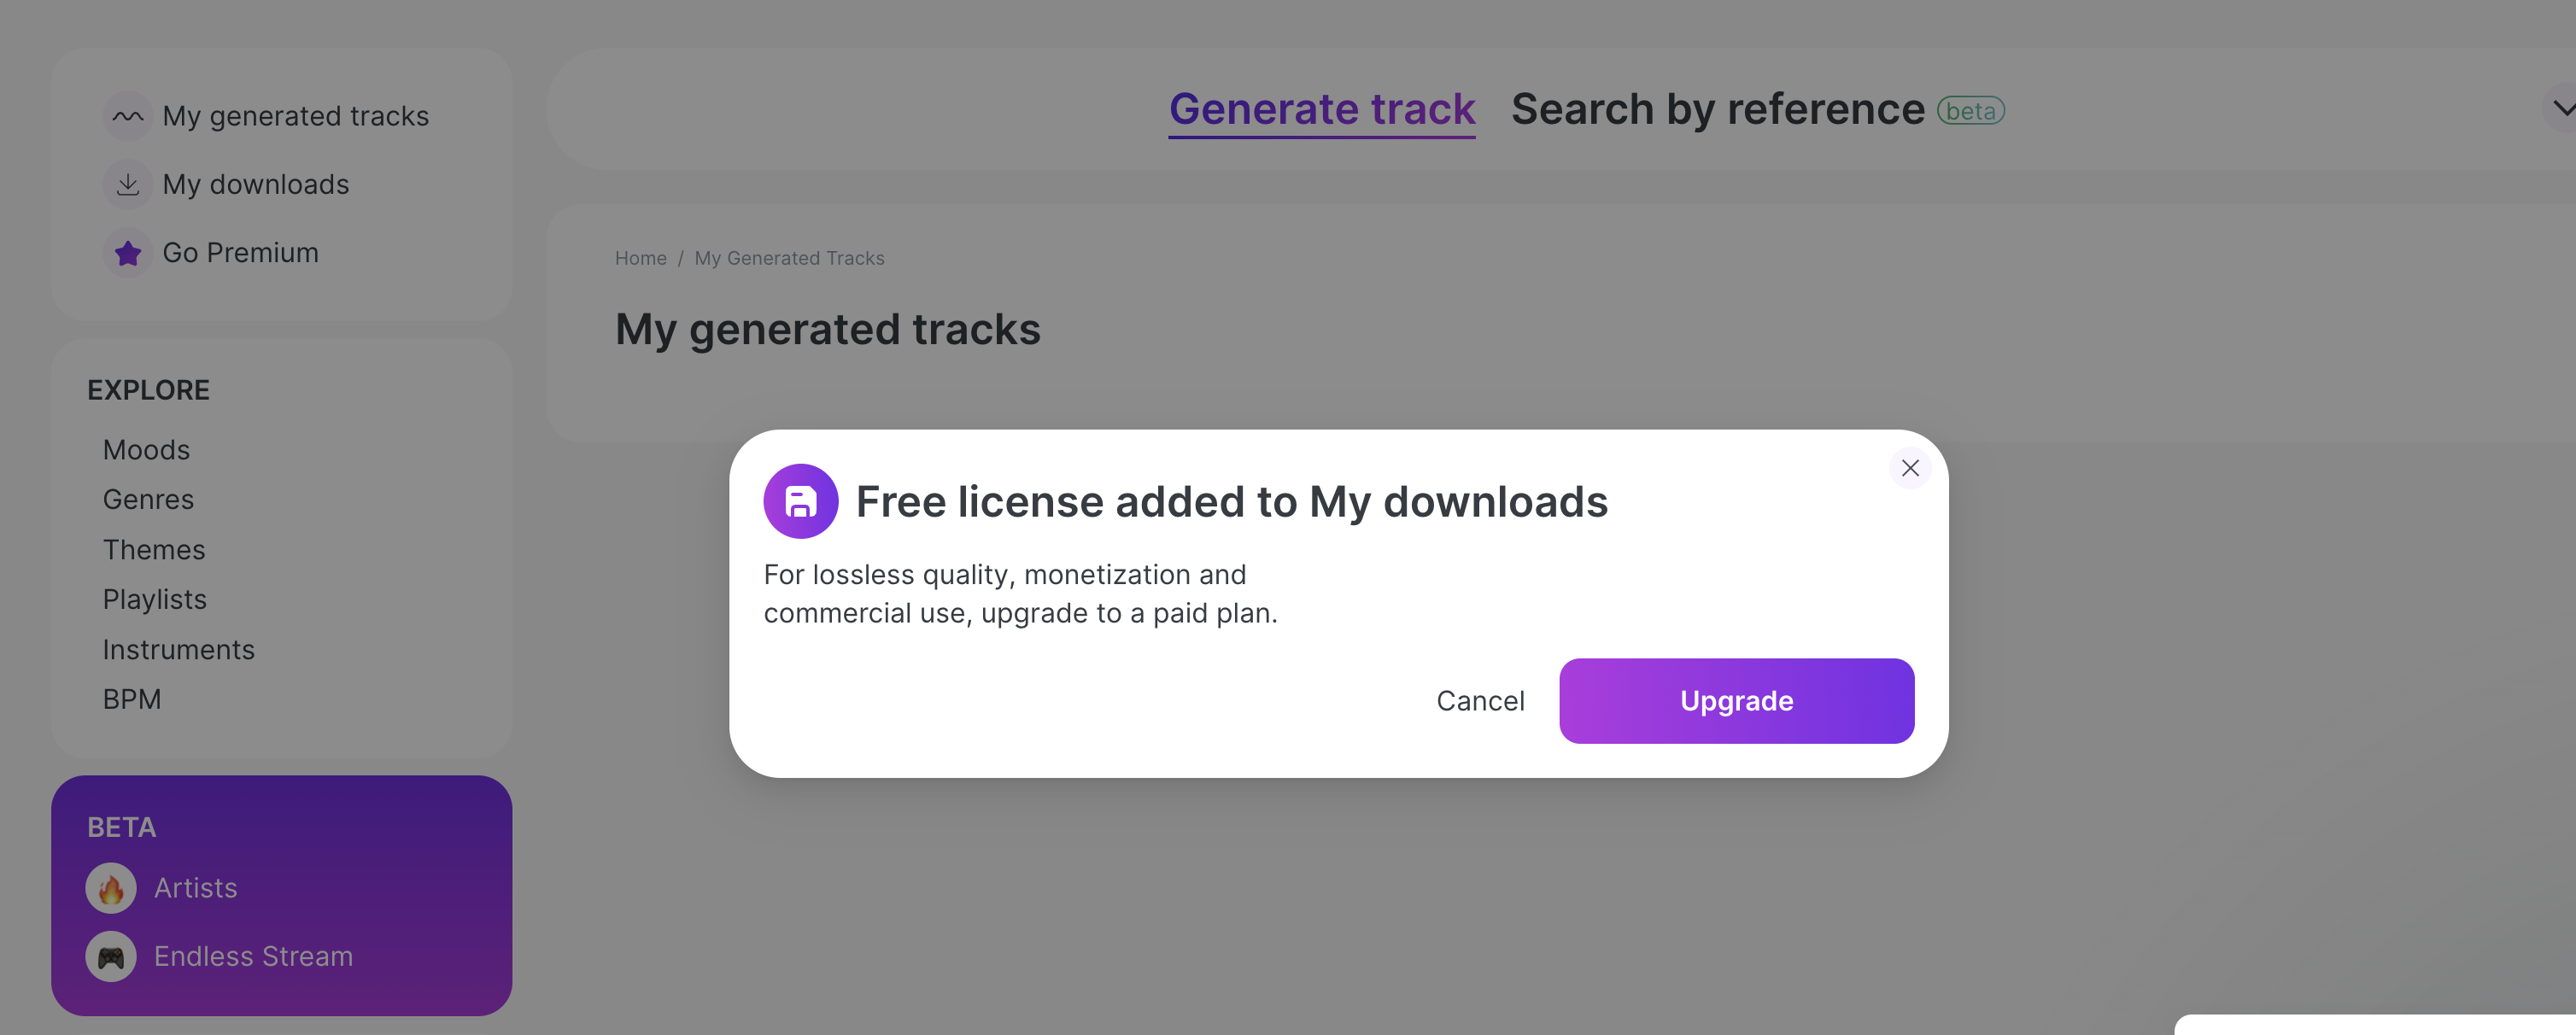 My generated tracks
My downloads
Go Premium
EXPLORE
Moods
Genres
Themes
Playlists
Instruments
BPM
BETA
Artists
Endless Stream
Generate track
Search by reference beta
Home / My Generated Tracks
My generated tracks
Free license added to My downloads
For lossless quality, monetization and
commercial use, upgrade to a paid plan.
Cancel
Upgrade